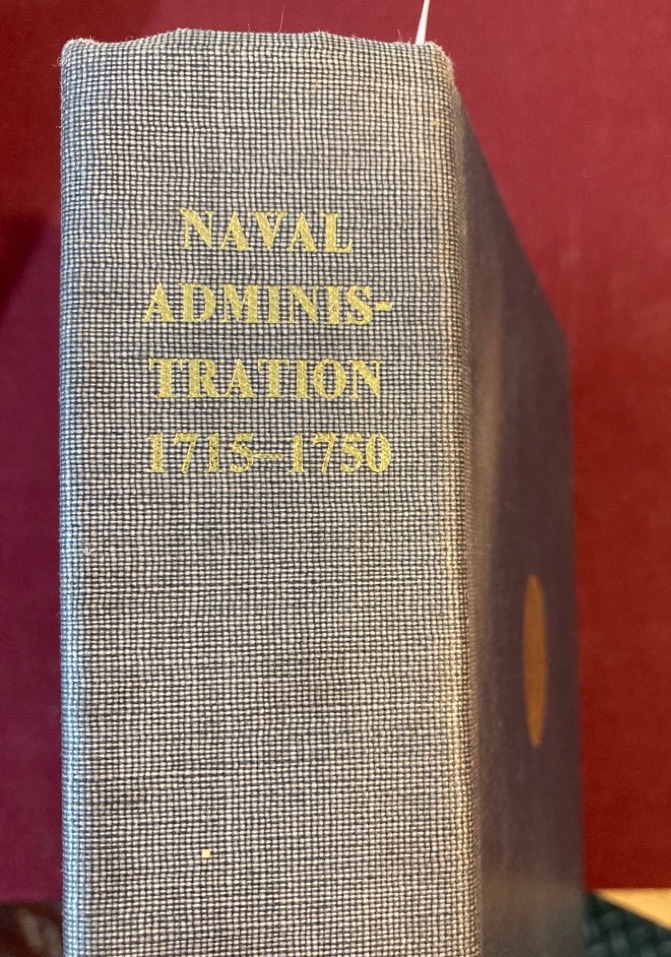 NAVAL
ADMINIS-
TRATION
1715–1750